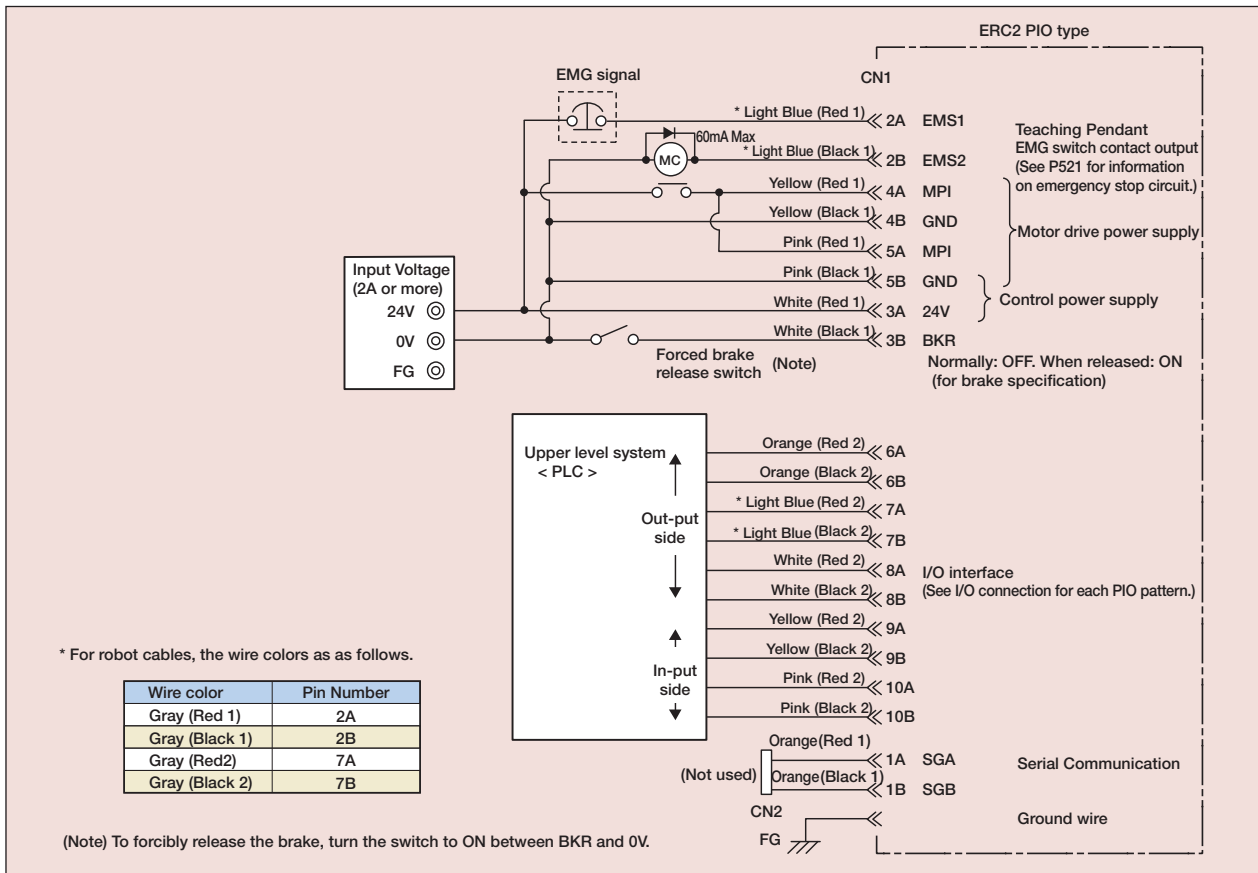 ERC2 PIO type
CN1
EMG signal
* Light Blue (Red 1) 2A EMS1
60mA Max
MC
* Light Blue (Black 1) 2B EMS2
Teaching Pendant
EMG switch contact output
(See P521 for information
on emergency stop circuit.)
Yellow (Red 1) 4A MPI
Yellow (Black 1) 4B GND
Motor drive power supply
Pink (Red 1) 5A MPI
Pink (Black 1) 5B GND
Control power supply
White (Red 1) 3A 24V
White (Black 1) 3B BKR
Input Voltage
(2A or more)
24V
0V
FG
Forced brake
release switch
(Note)
Normally: OFF. When released: ON
(for brake specification)
Upper level system
< PLC >
Out-put
side
In-put
side
Orange (Red 2) 6A
Orange (Black 2) 6B
* Light Blue (Red 2) 7A
* Light Blue (Black 2) 7B
White (Red 2) 8A
White (Black 2) 8B
I/O interface
(See I/O connection for each PIO pattern.)
Yellow (Red 2) 9A
Yellow (Black 2) 9B
Pink (Red 2) 10A
Pink (Black 2) 10B
* For robot cables, the wire colors as as follows.
Wire color Pin Number
Gray (Red 1) 2A
Gray (Black 1) 2B
Gray (Red2) 7A
Gray (Black 2) 7B
(Not used)
Orange(Red 1) 1A SGA
Orange(Black 1) 1B SGB
Serial Communication
CN2
FG
Ground wire
(Note) To forcibly release the brake, turn the switch to ON between BKR and 0V.